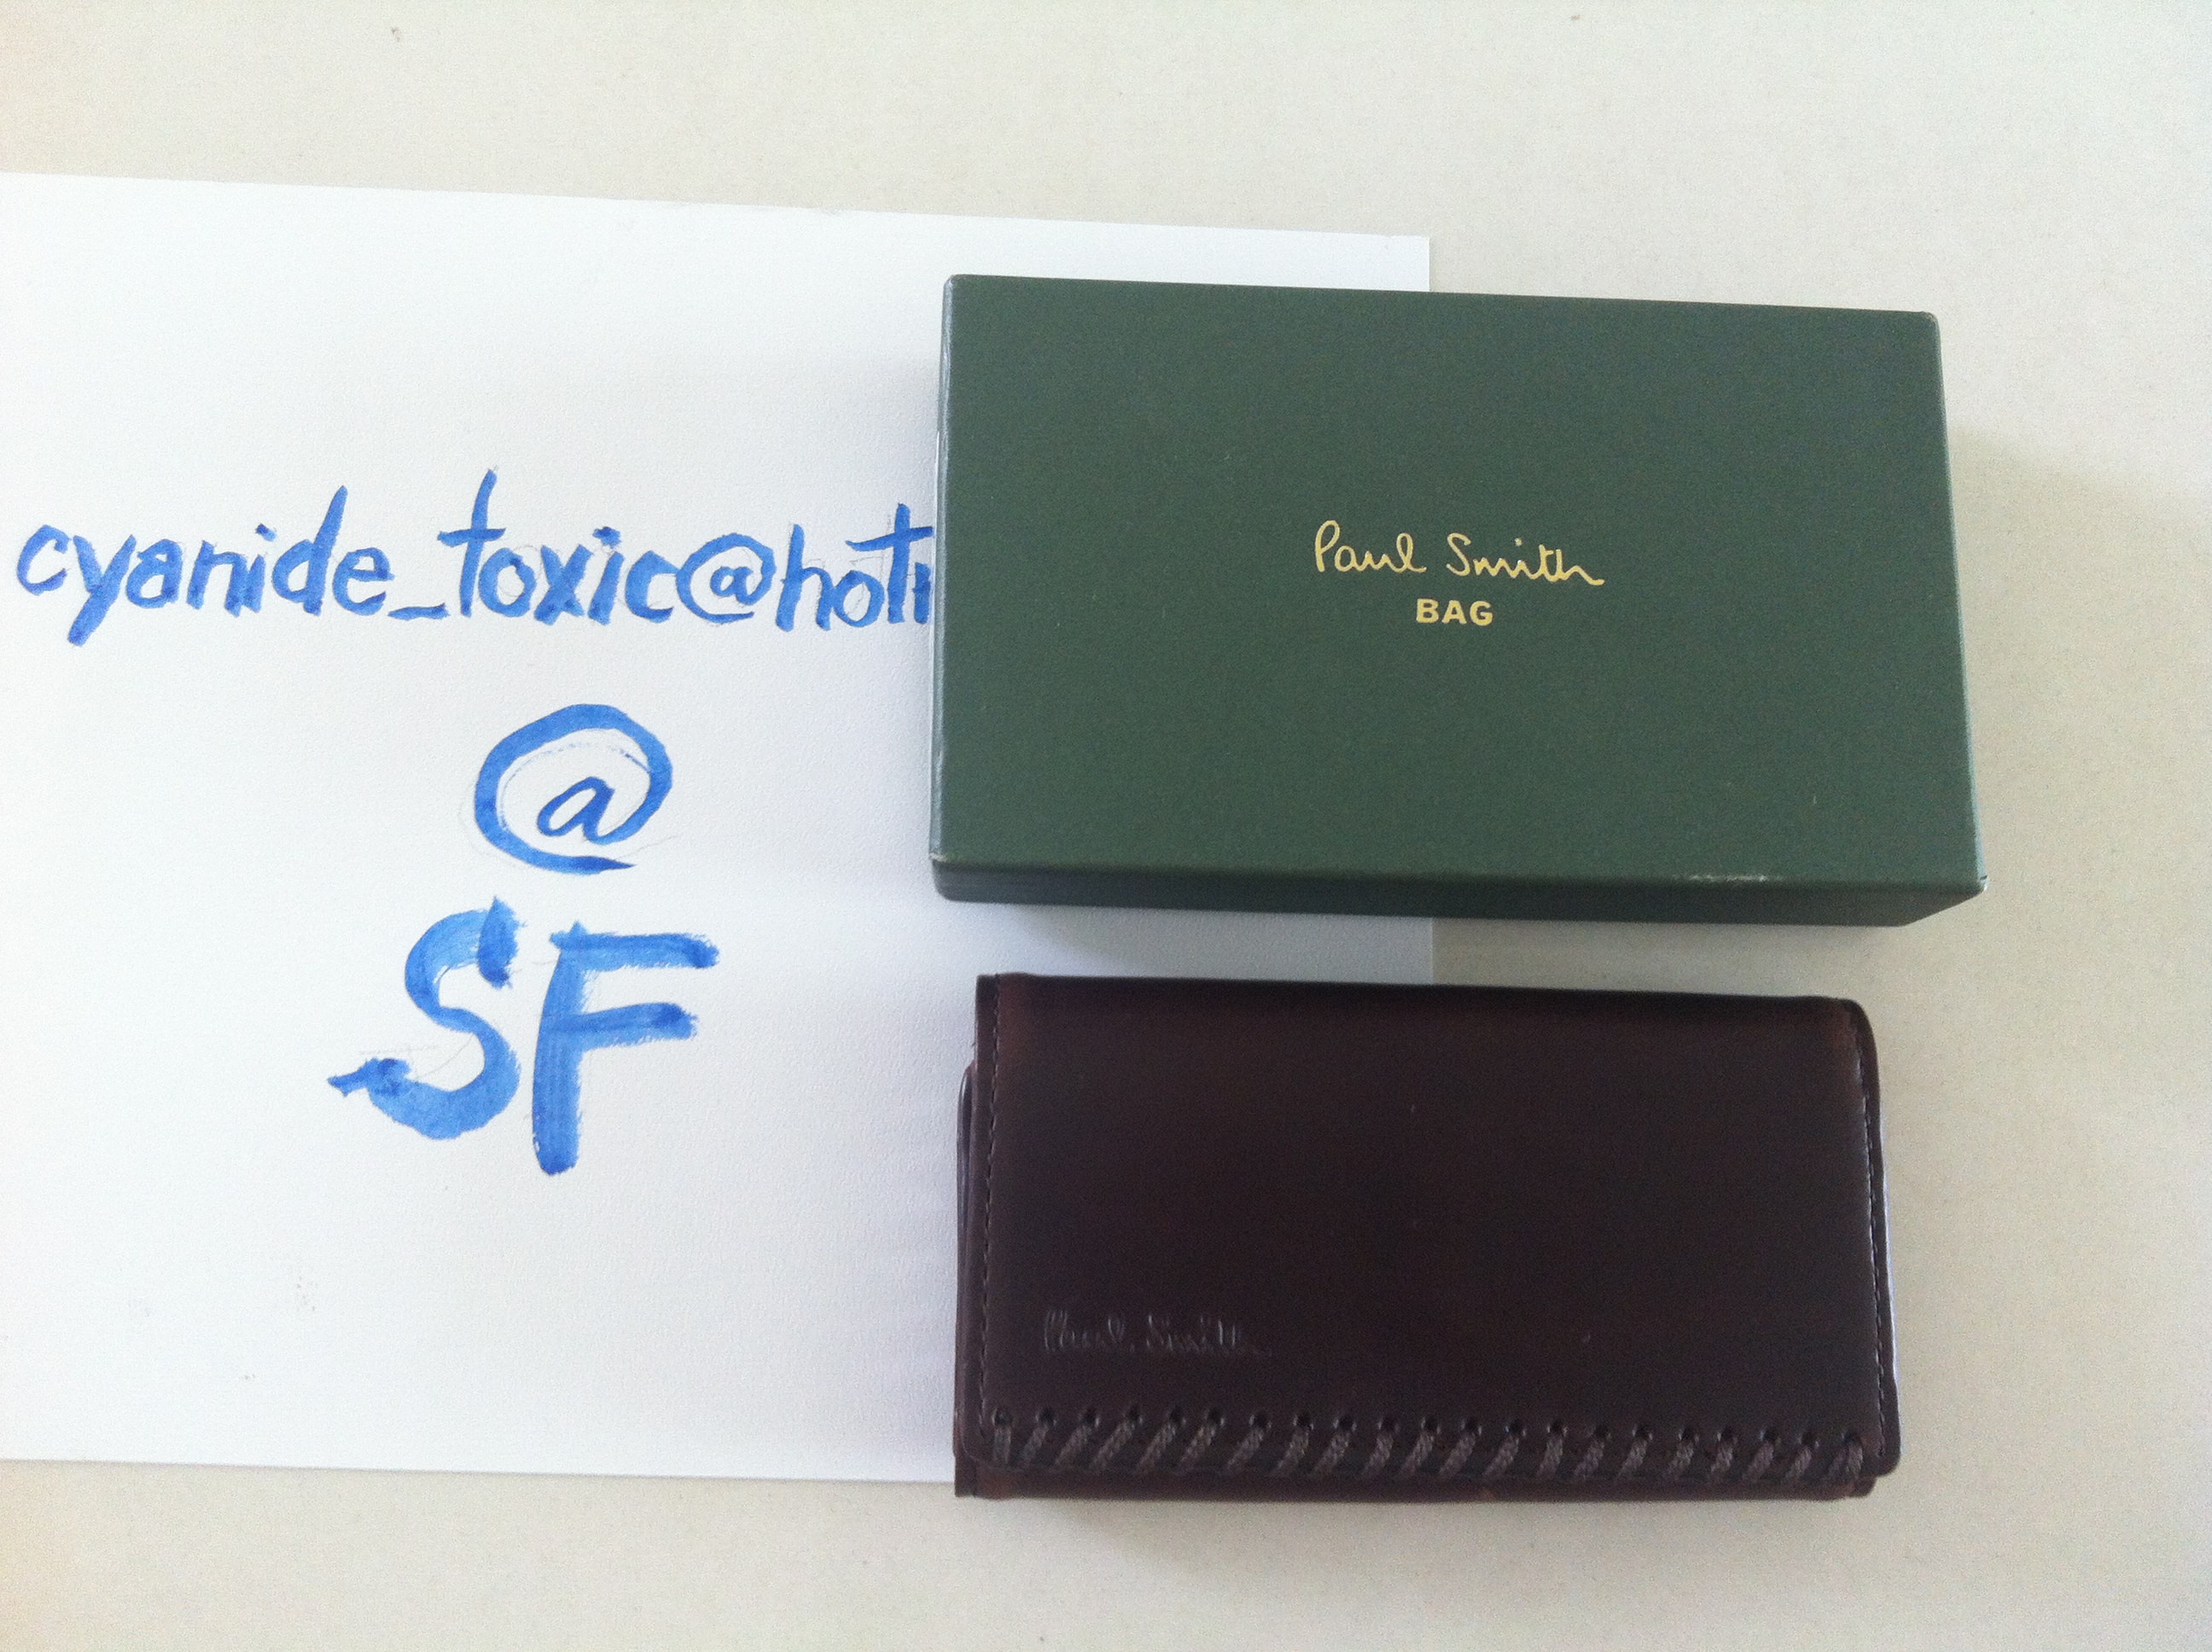 cyanide_toxic@hot
@
SF
Paul Smith
BAG
Paul Smith